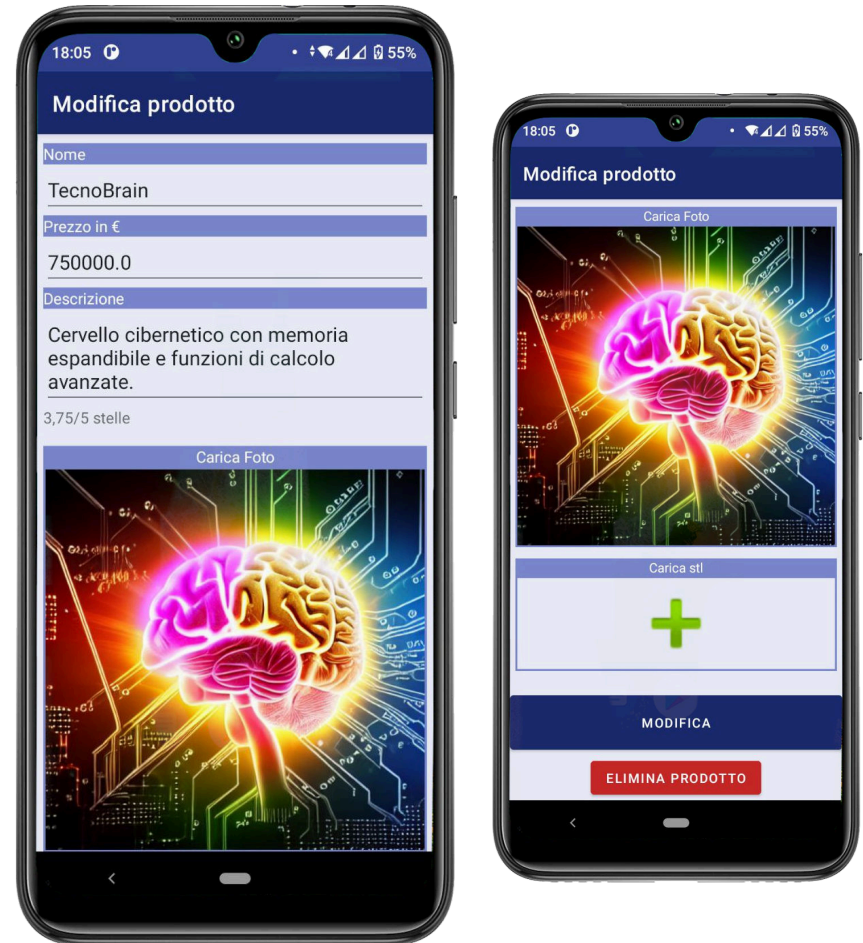 18:05
55%
Modifica prodotto
Nome
TecnoBrain
Prezzo in €
750000.0
Descrizione
Cervello cibernetico con memoria
espandibile e funzioni di calcolo
avanzate.
3,75/5 stelle
Carica Foto
18:05
55%
Modifica prodotto
Carica Foto
Carica stl
MODIFICA
ELIMINA PRODOTTO